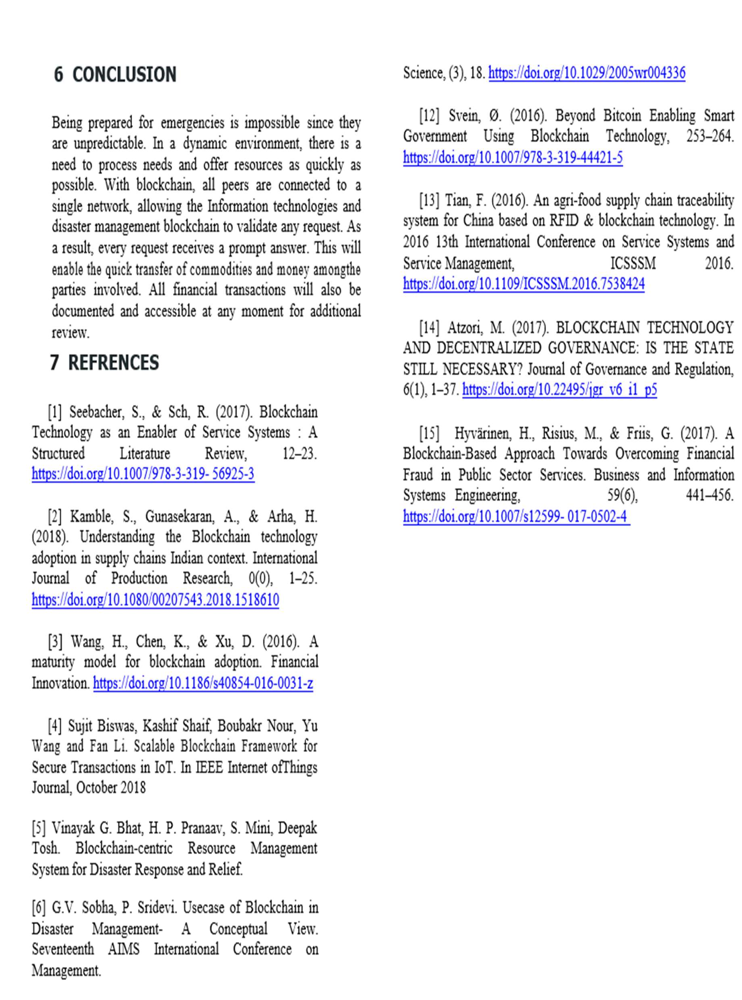 6 CONCLUSION
Being prepared for emergencies is impossible since they
are unpredictable. In a dynamic environment, there is a
need to process needs and offer resources as quickly as
possible. With blockchain, all peers are connected to a
single network, allowing the Information technologies and
disaster management blockchain to validate any request. As
a result, every request receives a prompt answer. This will
enable the quick transfer of commodities and money amongthe
parties involved. All financial transactions will also be
documented and accessible at any moment for additional
review.
7 REFRENCES
[1] Seebacher, S., & Sch, R. (2017). Blockchain
Technology as an Enabler of Service Systems : A
Structured Literature Review, 12–23.
https://doi.org/10.1007/978-3-319- 56925-3
[2] Kamble, S., Gunasekaran, A., & Arha, H.
(2018). Understanding the Blockchain technology
adoption in supply chains Indian context. International
Journal of Production Research, 0(0), 1–25.
https://doi.org/10.1080/00207543.2018.1518610
[3] Wang, H., Chen, K., & Xu, D. (2016). A
maturity model for blockchain adoption. Financial
Innovation. https://doi.org/10.1186/s40854-016-0031-z
[4] Sujit Biswas, Kashif Shaif, Boubakr Nour, Yu
Wang and Fan Li. Scalable Blockchain Framework for
Secure Transactions in IoT. In IEEE Internet ofThings
Journal, October 2018
[5] Vinayak G. Bhat, H. P. Pranaav, S. Mini, Deepak
Tosh. Blockchain-centric Resource Management
System for Disaster Response and Relief.
[6] G.V. Sobha, P. Sridevi. Usecase of Blockchain in
Disaster Management- A Conceptual View.
Seventeenth AIMS International Conference on
Management.
Science, (3), 18. https://doi.org/10.1029/2005wr004336
[12] Svein, Ø. (2016). Beyond Bitcoin Enabling Smart
Government Using Blockchain Technology, 253–264.
https://doi.org/10.1007/978-3-319-44421-5
[13] Tian, F. (2016). An agri-food supply chain traceability
system for China based on RFID & blockchain technology. In
2016 13th International Conference on Service Systems and
Service Management, ICSSSM 2016.
https://doi.org/10.1109/ICSSSM.2016.7538424
[14] Atzori, M. (2017). BLOCKCHAIN TECHNOLOGY
AND DECENTRALIZED GOVERNANCE: IS THE STATE
STILL NECESSARY? Journal of Governance and Regulation,
6(1), 1–37. https://doi.org/10.22495/jgr_v6_i1_p5
[15] Hyvärinen, H., Risius, M., & Friis, G. (2017). A
Blockchain-Based Approach Towards Overcoming Financial
Fraud in Public Sector Services. Business and Information
Systems Engineering, 59(6), 441–456.
https://doi.org/10.1007/s12599- 017-0502-4